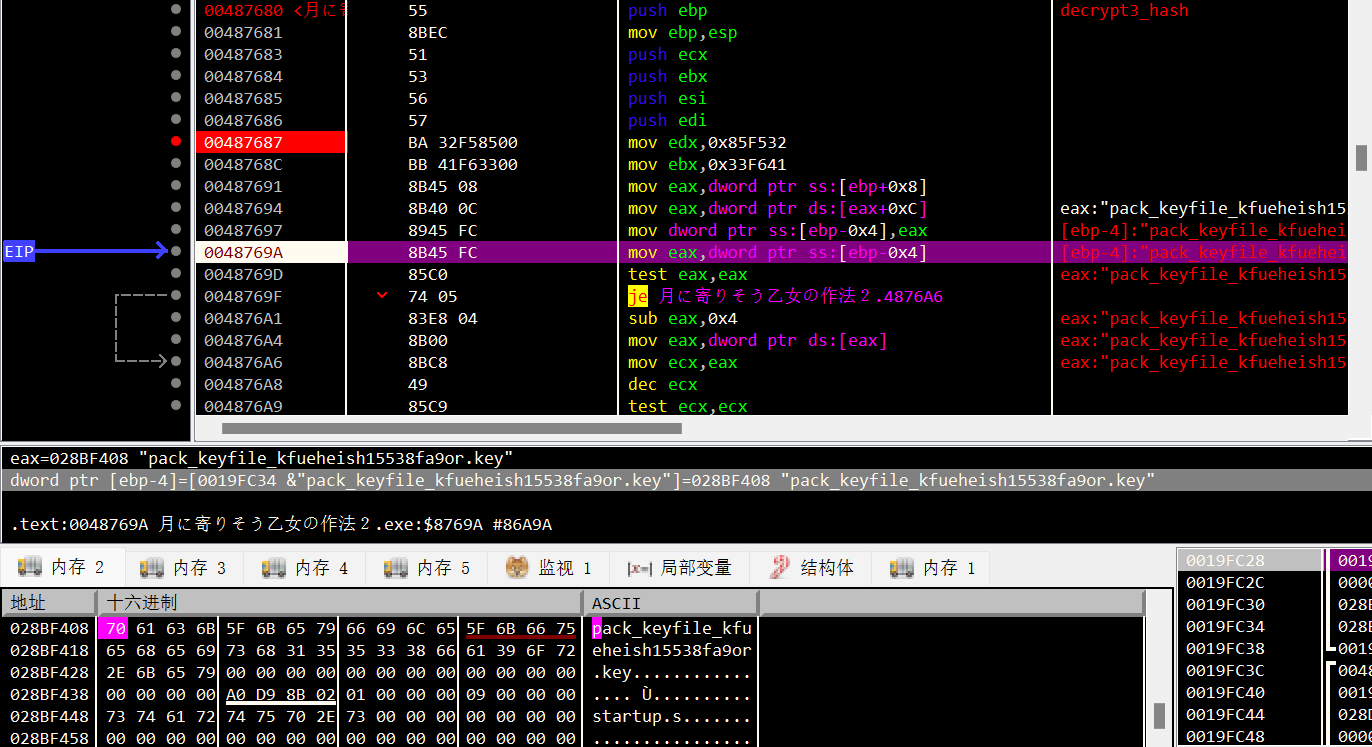 00487680 <月に寄 55 push ebp decrypt3_hash
00487681 8BEC mov ebp,esp
00487683 51 push ecx
00487684 53 push ebx
00487685 56 push esi
00487686 57 push edi
00487687 BA 32F58500 mov edx,0x85F532
0048768C BB 41F63300 mov ebx,0x33F641
00487691 8B45 08 mov eax,dword ptr ss:[ebp+0x8]
00487694 8B40 0C mov eax,dword ptr ds:[eax+0xC] eax:"pack_keyfile_kfueheish15
00487697 8945 FC mov dword ptr ss:[ebp-0x4],eax [ebp-4]:"pack_keyfile_kfuehei
EIP 0048769A 8B45 FC mov eax,dword ptr ss:[ebp-0x4] [ebp-4]:"pack_keyfile_kfuehei
0048769D 85C0 test eax,eax eax:"pack_keyfile_kfueheish15
0048769F 74 05 je 月に寄りそう乙女の作法２.4876A6
004876A1 83E8 04 sub eax,0x4 eax:"pack_keyfile_kfueheish15
004876A4 8B00 mov eax,dword ptr ds:[eax] eax:"pack_keyfile_kfueheish15
004876A6 8BC8 mov ecx,eax eax:"pack_keyfile_kfueheish15
004876A8 49 dec ecx
004876A9 85C9 test ecx,ecx
eax=028BF408 "pack_keyfile_kfueheish15538fa9or.key"
dword ptr [ebp-4]=[0019FC34 &"pack_keyfile_kfueheish15538fa9or.key"]=028BF408 "pack_keyfile_kfueheish15538fa9or.key"
.text:0048769A 月に寄りそう乙女の作法２.exe:$8769A #86A9A
内存 2 内存 3 内存 4 内存 5 监视 1 |x=| 局部变量 结构体 内存 1
地址 十六进制 ASCII
028BF408 70 61 63 6B 5F 6B 65 79 66 69 6C 65 5F 6B 66 75 pack_keyfile_kfu
028BF418 65 68 65 69 73 68 31 35 35 33 38 66 61 39 6F 72 eheish15538fa9or
028BF428 2E 6B 65 79 00 00 00 00 00 00 00 00 00 00 00 00 .key............
028BF438 00 00 00 00 A0 D9 8B 02 01 00 00 00 09 00 00 00 .... Ù..........
028BF448 73 74 61 72 74 75 70 2E 73 00 00 00 00 00 00 00 startup.s.......
028BF458 00 00 00 00 00 00 00 00 00 00 00 00 00 00 00 00 ................
0019FC28 0019
0019FC2C 0000
0019FC30 028B
0019FC34 028B
0019FC38 0019
0019FC3C 0048
0019FC40 0019
0019FC44
0019FC48 0000